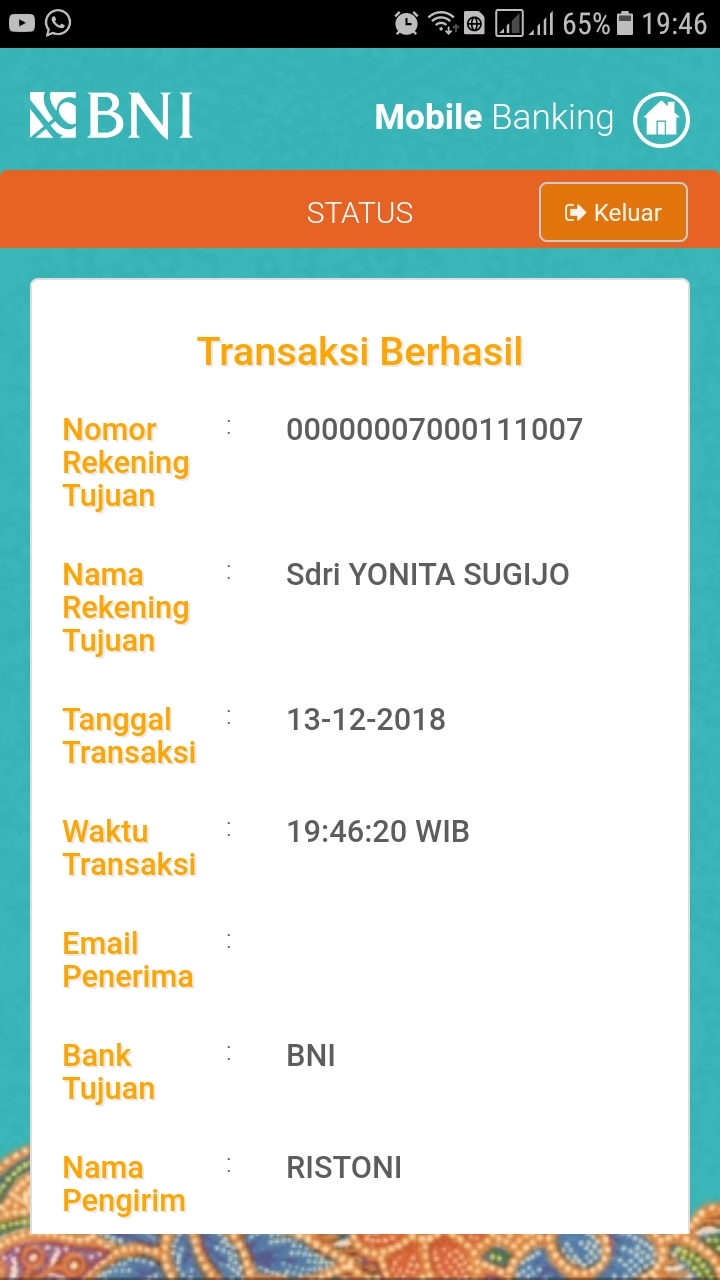 65% 19:46
BNI Mobile Banking
STATUS Keluar
Transaksi Berhasil
Nomor : 00000007000111007
Rekening
Tujuan
Nama : Sdri YONITA SUGIJO
Rekening
Tujuan
Tanggal : 13-12-2018
Transaksi
Waktu : 19:46:20 WIB
Transaksi
Email :
Penerima
Bank : BNI
Tujuan
Nama : RISTONI
Pengirim